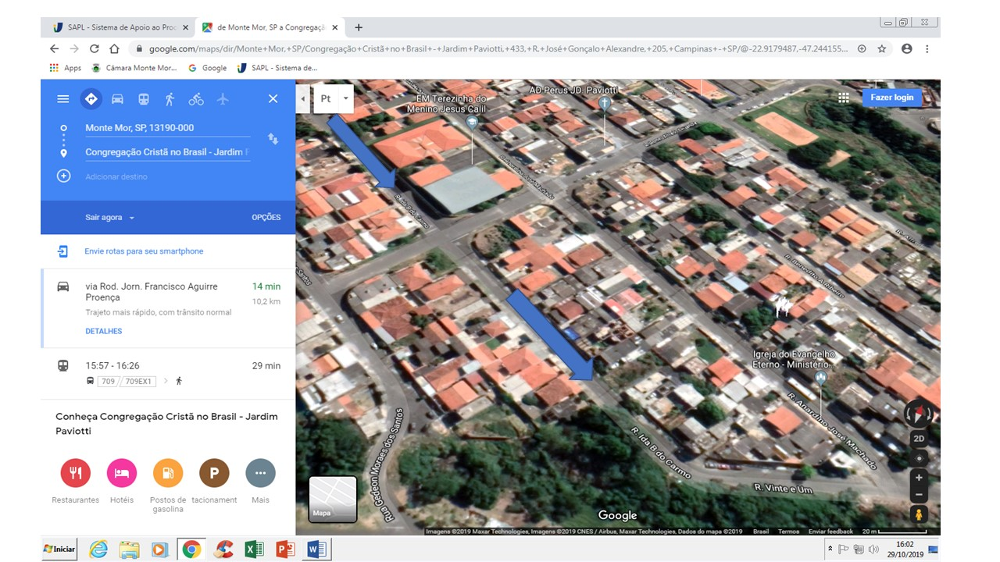 SAPL - Sistema de Apoio ao Proc
de Monte Mor, SP a Congregaçã
google.com/maps/dir/Monte+Mor,+SP/Congregação+Cristã+no+Brasil+-+Jardim+Paviotti,+433,+R.+José+Gonçalo+Alexandre,+205,+Campinas+-+SP/@-22.9179487,-47.244155...
Apps
Câmara Monte Mor...
Google
SAPL - Sistema de...
Monte Mor, SP, 13190-000
Congregação Cristã no Brasil - Jardim P
Adicionar destino
Sair agora
OPÇÕES
Envie rotas para seu smartphone
via Rod. Jorn. Francisco Aguirre
Proença
14 min
10,2 km
Trajeto mais rápido, com trânsito normal
DETALHES
15:57 - 16:26
29 min
709 // 709EX1
Conheça Congregação Cristã no Brasil - Jardim
Paviotti
P
Restaurantes
Hotéis
Postos de
gasolina
tacionament
Mais
Pt
Fazer login
EM Terezinha do
Menino Jesus Calil
AD Perus JD Paviotti
R. Ida B do Carmo
Santos
R. Benedito A Ribeiro
Igreja do Evangelho
Eterno - Ministério...
R. Anardino José Machado
R. Ida B do Carmo
R. Vinte e Um
Rua Gedeon Moraes dos Santos
2D
Mapa
Google
Imagens ©2019 Maxar Technologies, Imagens ©2019 CNES / Airbus, Maxar Technologies, Dados do mapa ©2019
Brasil
Termos
Enviar feedback
20 m
Iniciar
16:02
29/10/2019